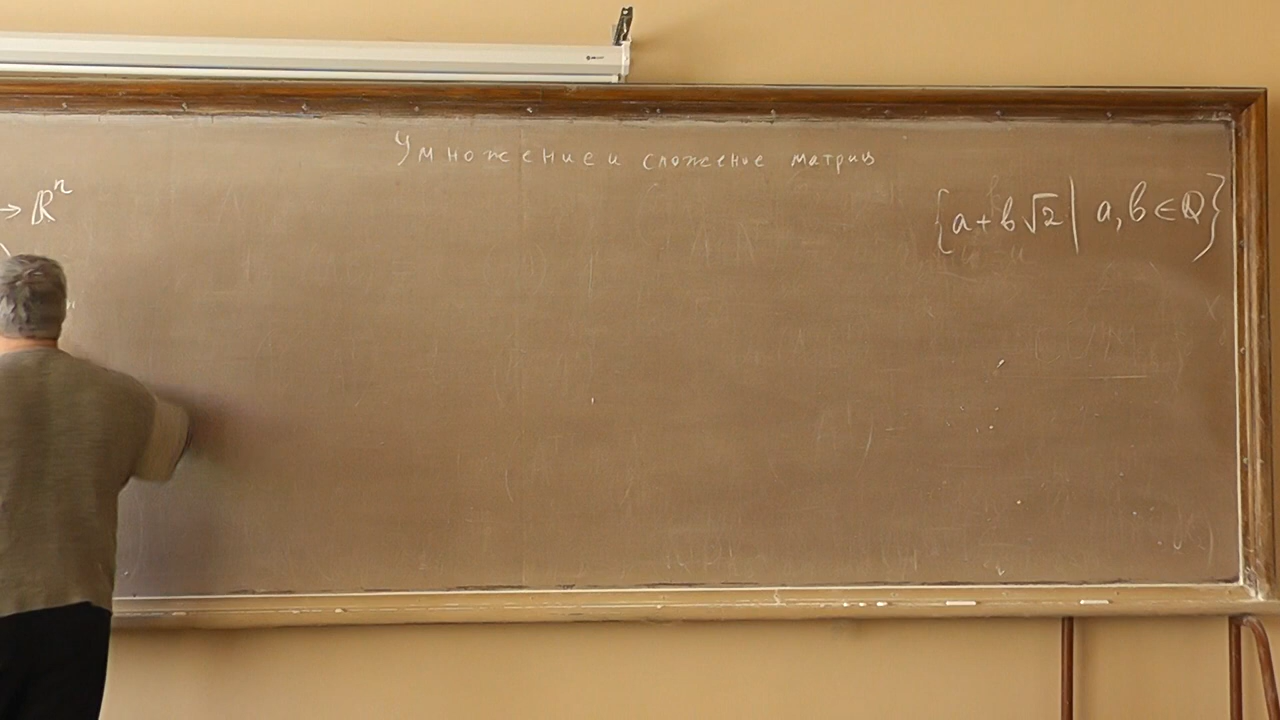 Умножение и сложение матриц
→ ℝⁿ
{a+b√2 | a, b ∈ ℚ}